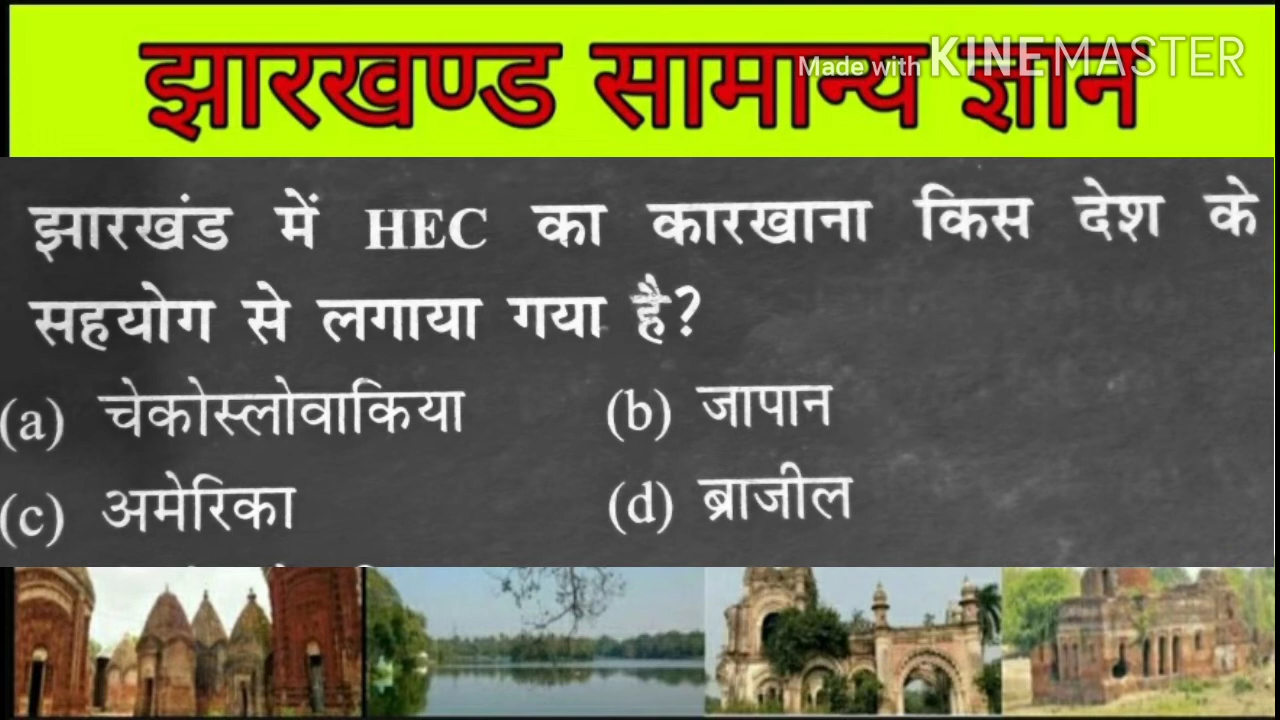 झारखण्ड सामान्य ज्ञान
Made with KINEMASTER
झारखंड में HEC का कारखाना किस देश के
सहयोग से लगाया गया है?
(a) चेकोस्लोवाकिया (b) जापान
(c) अमेरिका (d) ब्राजील